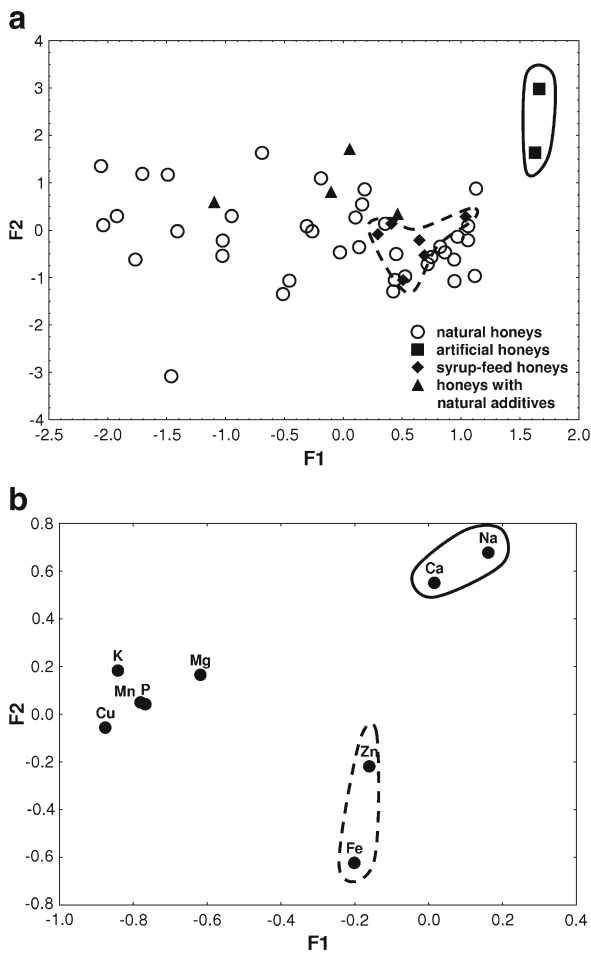 a
4
3
2
1
0
-1
-2
-3
-4
F2
natural honeys
artificial honeys
syrup-feed honeys
honeys with
natural additives
-2.5 -2.0 -1.5 -1.0 -0.5 0.0 0.5 1.0 1.5 2.0
F1
b
0.8
0.6
0.4
0.2
0.0
-0.2
-0.4
-0.6
-0.8
F2
Na
Ca
K
Mg
Mn P
Cu
Zn
Fe
-1.0 -0.8 -0.6 -0.4 -0.2 0.0 0.2 0.4
F1